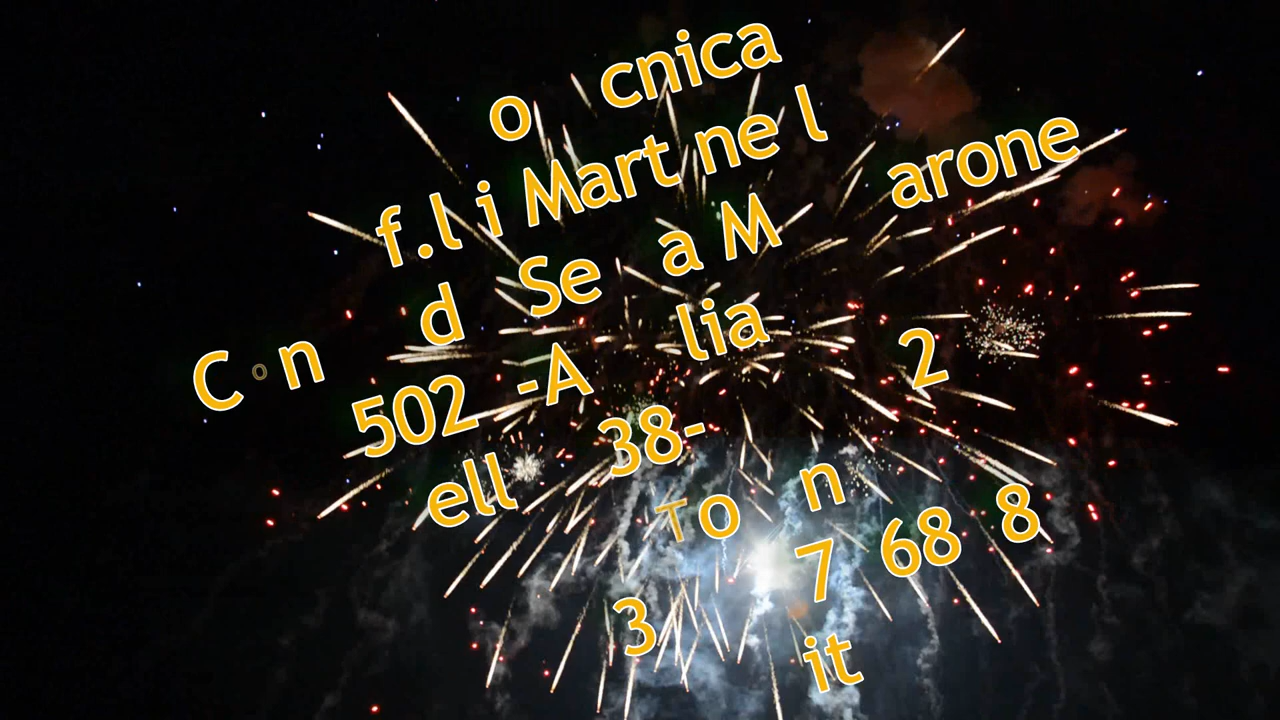 o cnica
f.l i Mart ne l
C o n d Se a M arone
502 -A lia
ell 38- 2
T o n
3 7 68 8
it